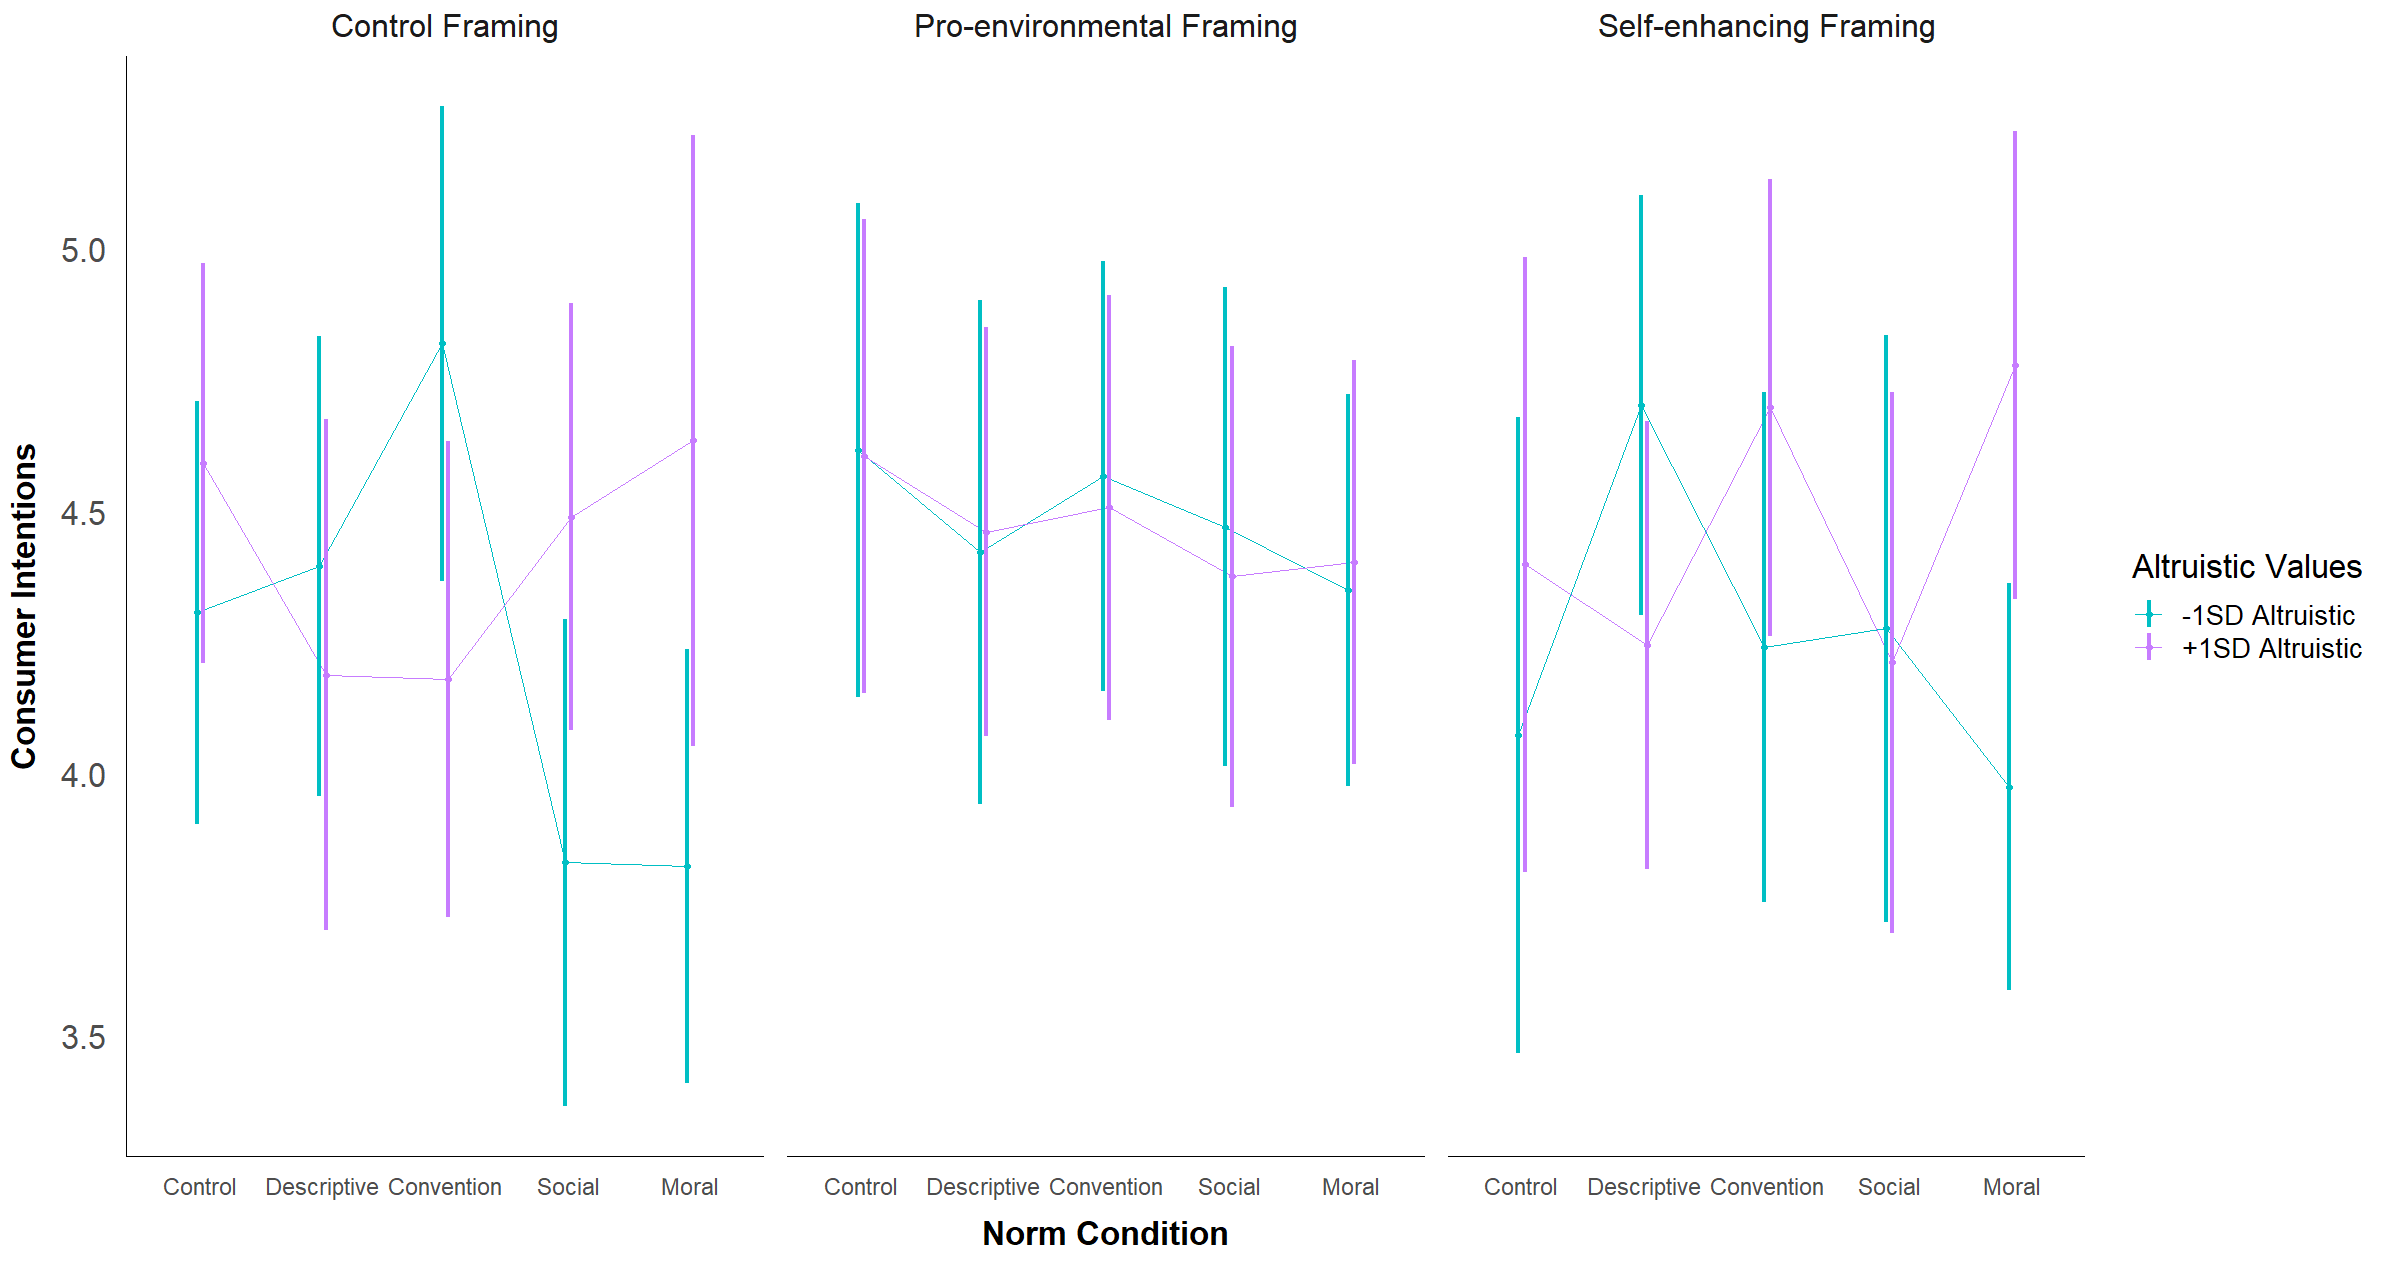 Control Framing
Pro-environmental Framing
Self-enhancing Framing
Consumer Intentions
5.0
4.5
4.0
3.5
Control Descriptive Convention Social Moral
Control Descriptive Convention Social Moral
Control Descriptive Convention Social Moral
Norm Condition
Altruistic Values
-1SD Altruistic
+1SD Altruistic